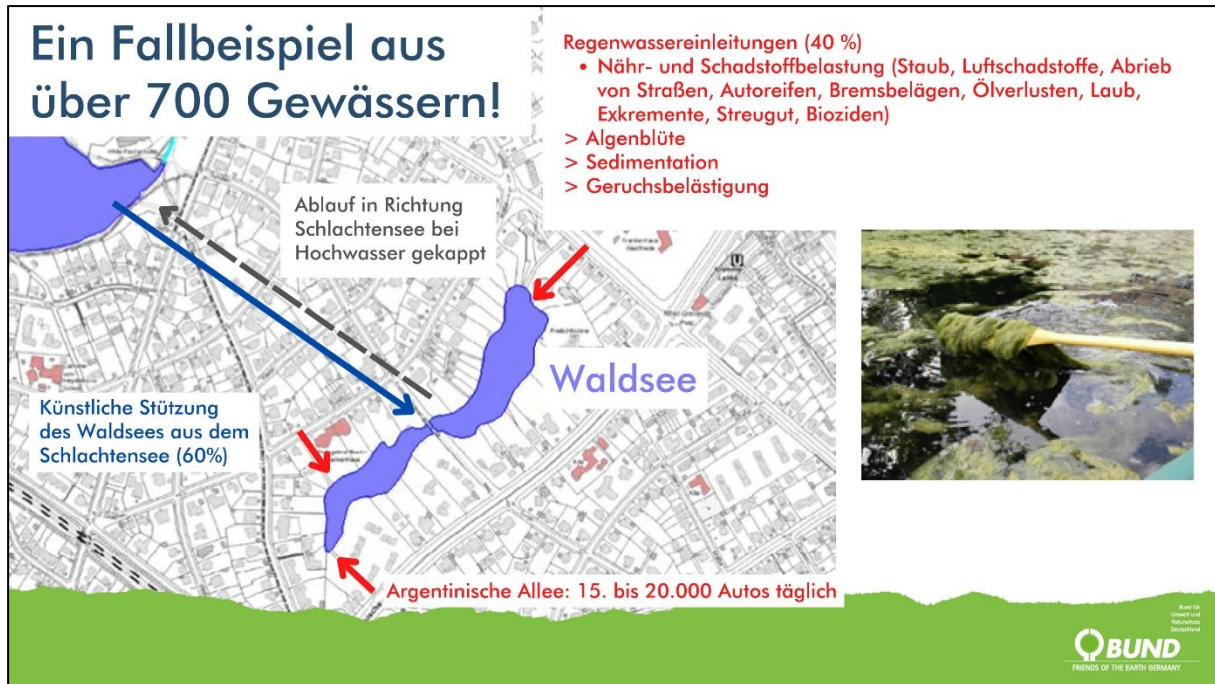 Ein Fallbeispiel aus
über 700 Gewässern!
Regenwassereinleitungen (40 %)
• Nähr- und Schadstoffbelastung (Staub, Luftschadstoffe, Abrieb
von Straßen, Autoreifen, Bremsbelägen, Ölverlusten, Laub,
Exkremente, Streugut, Bioziden)
> Algenblüte
> Sedimentation
> Geruchsbelästigung
Ablauf in Richtung
Schlachtensee bei
Hochwasser gekappt
Waldsee
Künstliche Stützung
des Waldsees aus dem
Schlachtensee (60%)
Argentinische Allee: 15. bis 20.000 Autos täglich
Bund für
Umwelt und
Naturschutz
Deutschland
BUND
FRIENDS OF THE EARTH GERMANY